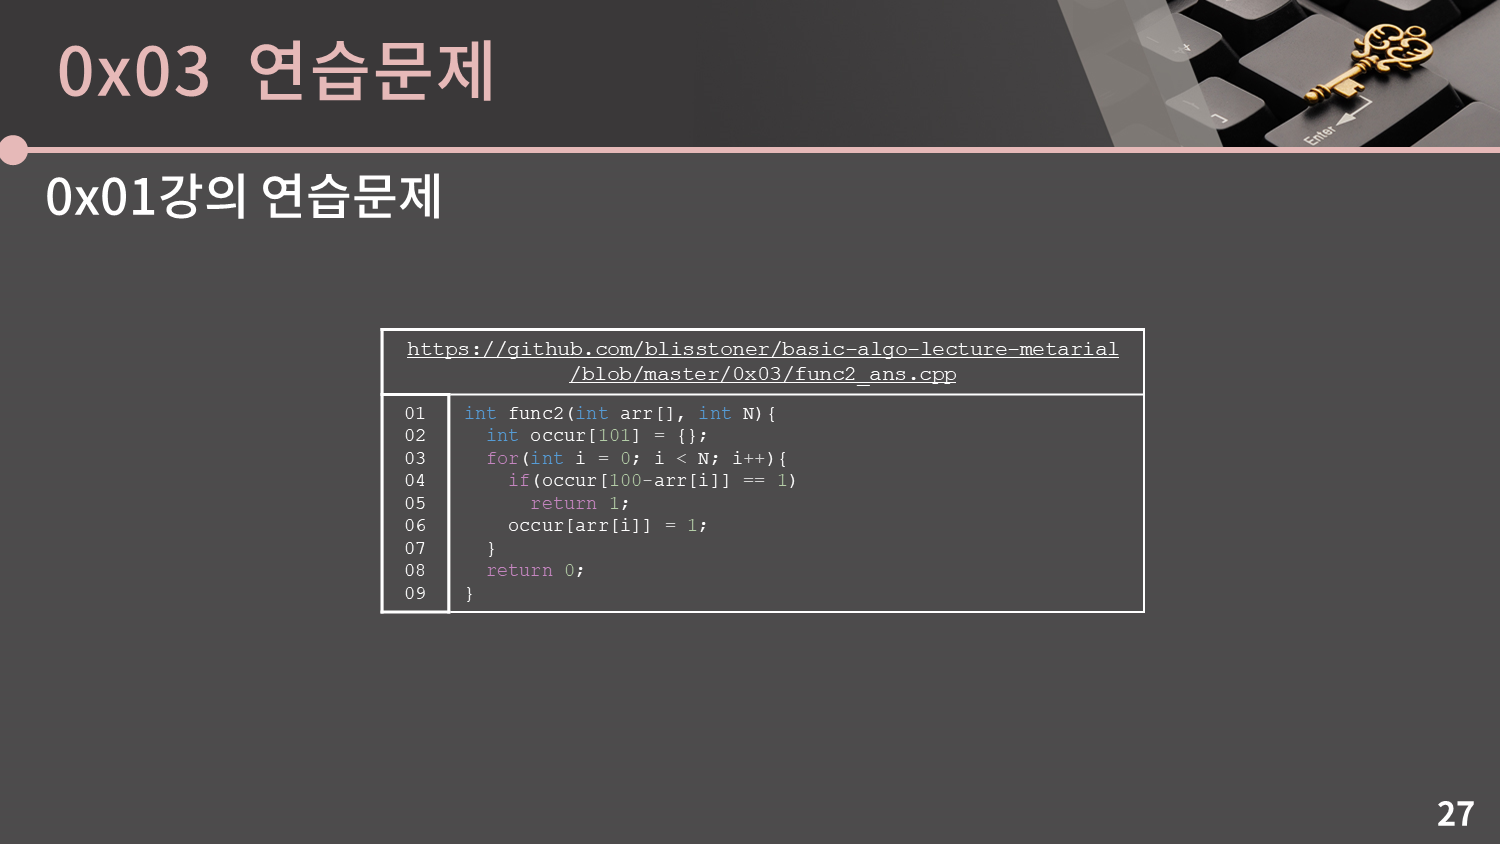 0x03 연습문제
Enter
0x01강의 연습문제
https://github.com/blisstoner/basic-algo-lecture-metarial
/blob/master/0x03/func2_ans.cpp
01 int func2(int arr[], int N){
02   int occur[101] = {};
03   for(int i = 0; i < N; i++){
04     if(occur[100-arr[i]] == 1)
05       return 1;
06     occur[arr[i]] = 1;
07   }
08   return 0;
09 }
27